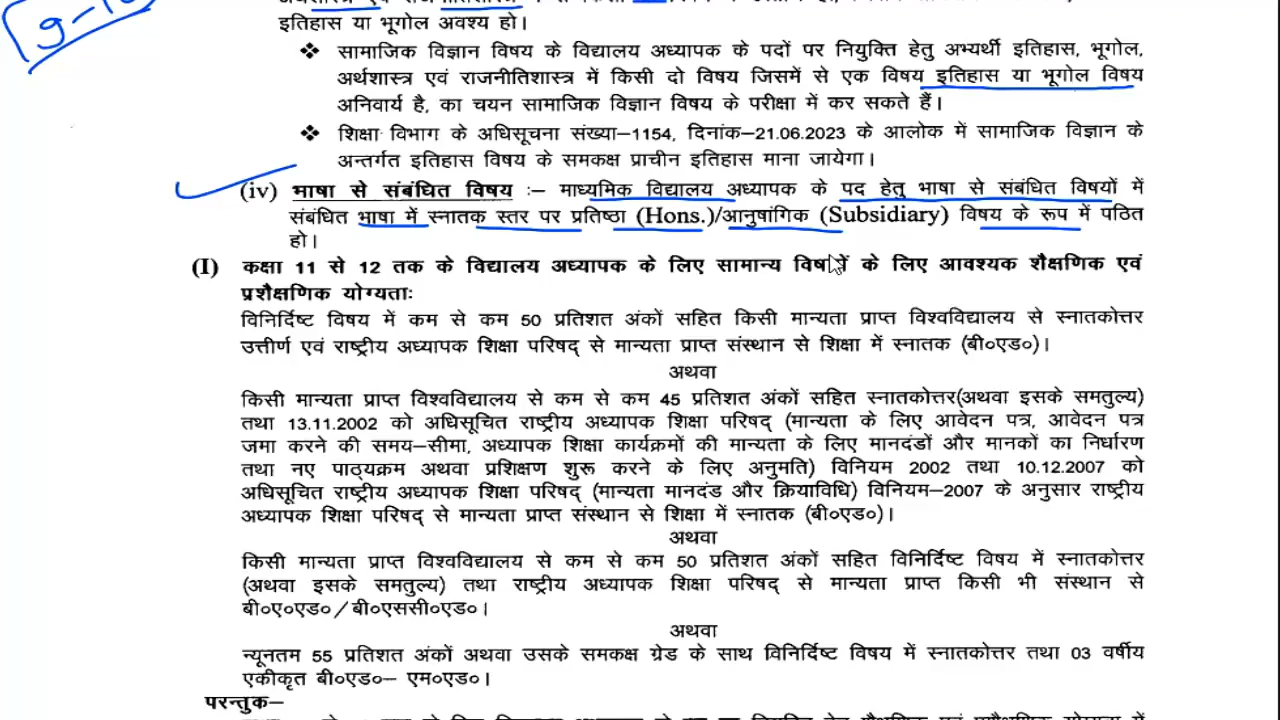 9-10
इतिहास या भूगोल अवश्य हो।
❖ सामाजिक विज्ञान विषय के विद्यालय अध्यापक के पदों पर नियुक्ति हेतु अभ्यर्थी इतिहास, भूगोल,
अर्थशास्त्र एवं राजनीतिशास्त्र में किसी दो विषय जिसमें से एक विषय इतिहास या भूगोल विषय
अनिवार्य है, का चयन सामाजिक विज्ञान विषय के परीक्षा में कर सकते हैं।
❖ शिक्षा विभाग के अधिसूचना संख्या–1154, दिनांक–21.06.2023 के आलोक में सामाजिक विज्ञान के
अन्तर्गत इतिहास विषय के समकक्ष प्राचीन इतिहास माना जायेगा।
(iv) भाषा से संबंधित विषय :– माध्यमिक विद्यालय अध्यापक के पद हेतु भाषा से संबंधित विषयों में
संबंधित भाषा में स्नातक स्तर पर प्रतिष्ठा (Hons.)/आनुषांगिक (Subsidiary) विषय के रूप में पठित
हो।
(I) कक्षा 11 से 12 तक के विद्यालय अध्यापक के लिए सामान्य विषयों के लिए आवश्यक शैक्षणिक एवं
प्रशैक्षणिक योग्यताः
विनिर्दिष्ट विषय में कम से कम 50 प्रतिशत अंकों सहित किसी मान्यता प्राप्त विश्वविद्यालय से स्नातकोत्तर
उत्तीर्ण एवं राष्ट्रीय अध्यापक शिक्षा परिषद् से मान्यता प्राप्त संस्थान से शिक्षा में स्नातक (बी०एड०)।
अथवा
किसी मान्यता प्राप्त विश्वविद्यालय से कम से कम 45 प्रतिशत अंकों सहित स्नातकोत्तर(अथवा इसके समतुल्य)
तथा 13.11.2002 को अधिसूचित राष्ट्रीय अध्यापक शिक्षा परिषद् (मान्यता के लिए आवेदन पत्र, आवेदन पत्र
जमा करने की समय–सीमा, अध्यापक शिक्षा कार्यक्रमों की मान्यता के लिए मानदंडों और मानकों का निर्धारण
तथा नए पाठ्यक्रम अथवा प्रशिक्षण शुरू करने के लिए अनुमति) विनियम 2002 तथा 10.12.2007 को
अधिसूचित राष्ट्रीय अध्यापक शिक्षा परिषद् (मान्यता मानदंड और क्रियाविधि) विनियम–2007 के अनुसार राष्ट्रीय
अध्यापक शिक्षा परिषद् से मान्यता प्राप्त संस्थान से शिक्षा में स्नातक (बी०एड०)।
अथवा
किसी मान्यता प्राप्त विश्वविद्यालय से कम से कम 50 प्रतिशत अंकों सहित विनिर्दिष्ट विषय में स्नातकोत्तर
(अथवा इसके समतुल्य) तथा राष्ट्रीय अध्यापक शिक्षा परिषद् से मान्यता प्राप्त किसी भी संस्थान से
बी०ए०एड०/बी०एससी०एड०।
अथवा
न्यूनतम 55 प्रतिशत अंकों अथवा उसके समकक्ष ग्रेड के साथ विनिर्दिष्ट विषय में स्नातकोत्तर तथा 03 वर्षीय
एकीकृत बी०एड०– एम०एड०।
परन्तुक–